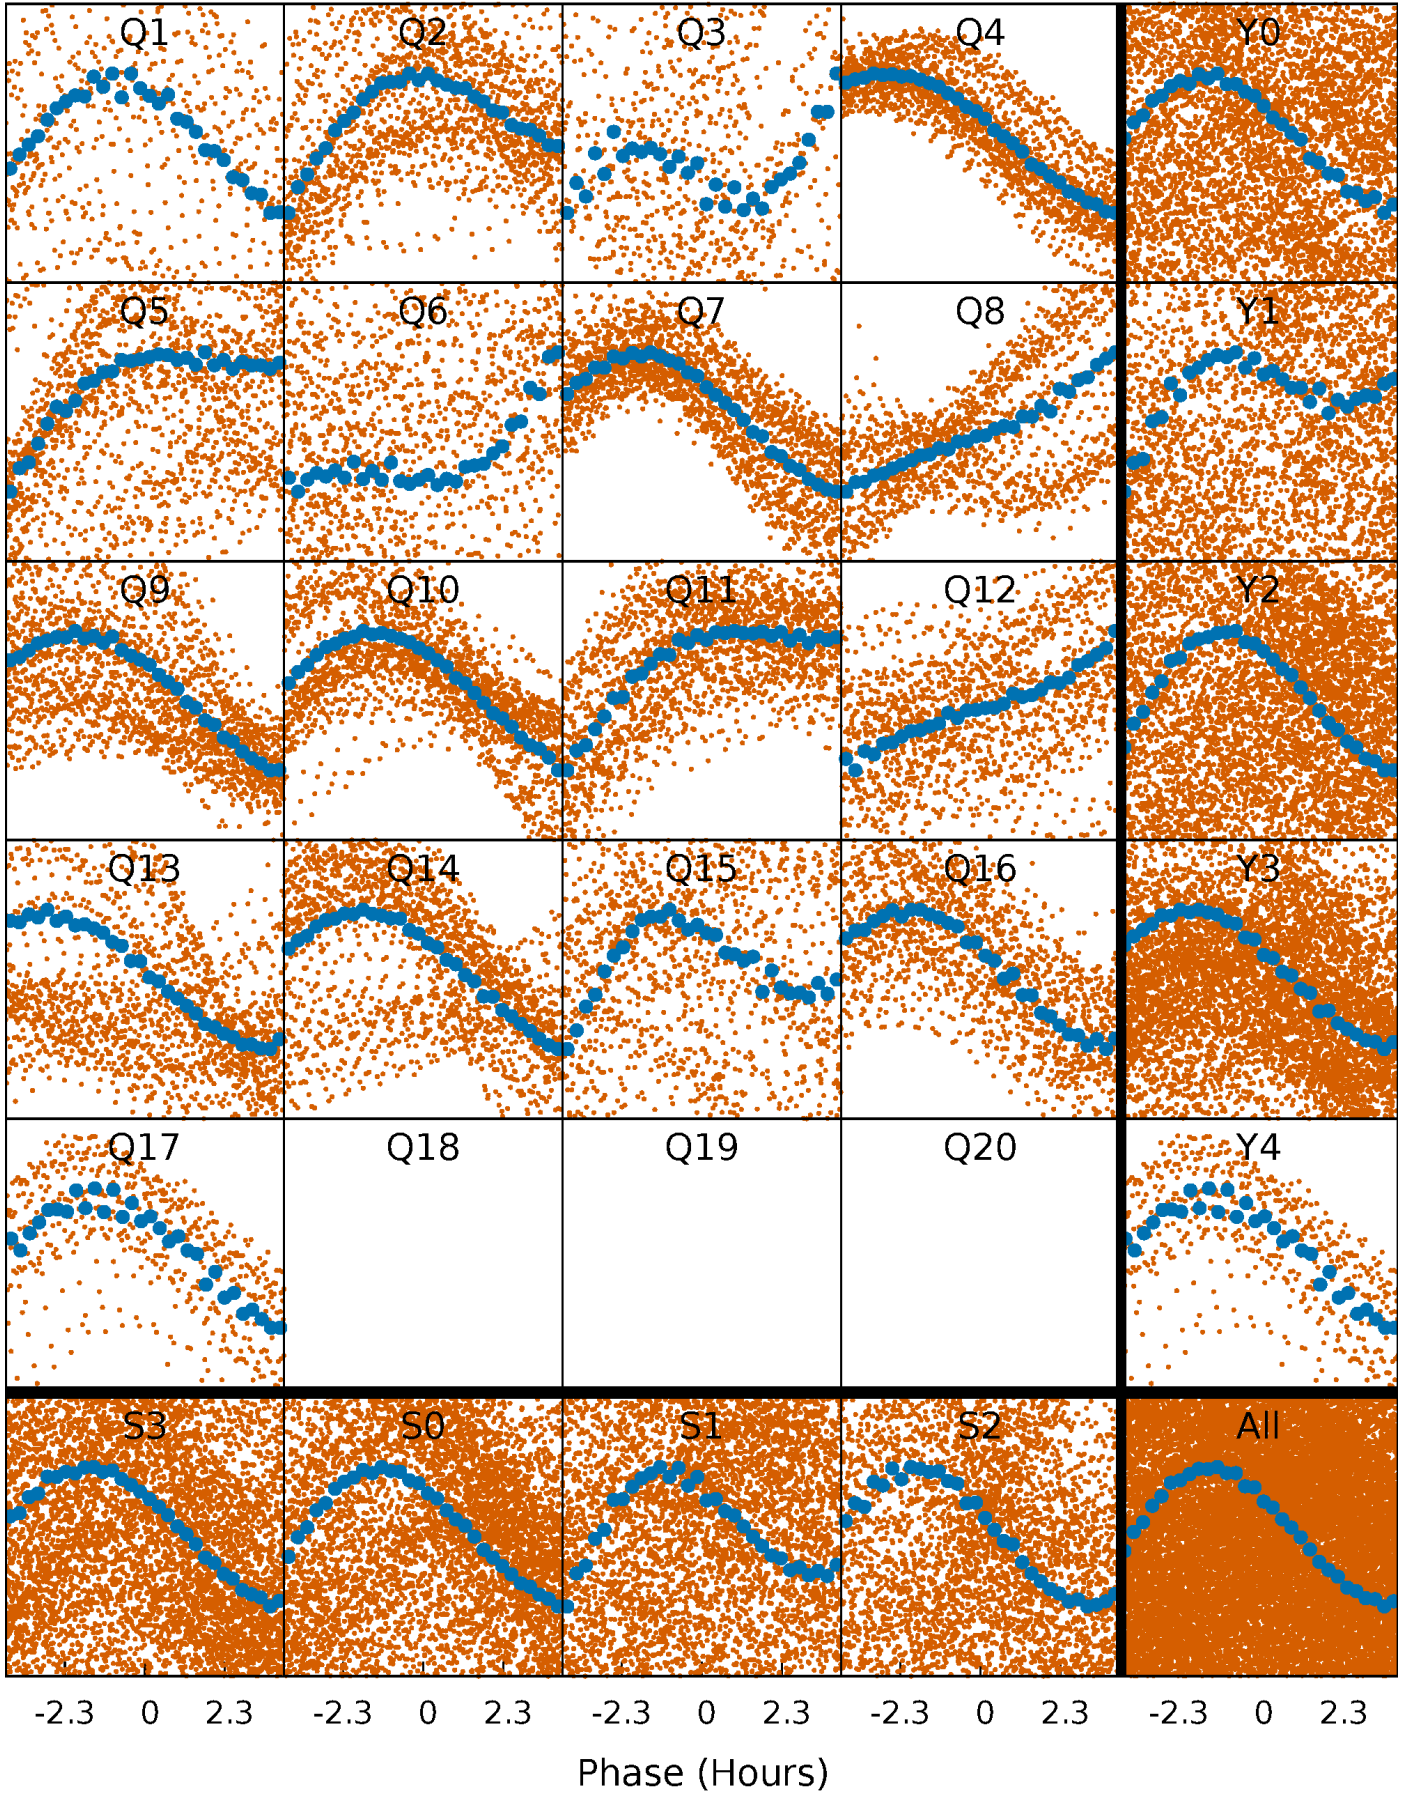 Q1 Q2 Q3 Q4 Y0
Q5 Q6 Q7 Q8 Y1
Q9 Q10 Q11 Q12 Y2
Q13 Q14 Q15 Q16 Y3
Q17 Q18 Q19 Q20 Y4
S3 S0 S1 S2 All
-2.3 0 2.3 -2.3 0 2.3 -2.3 0 2.3 -2.3 0 2.3 -2.3 0 2.3
Phase (Hours)